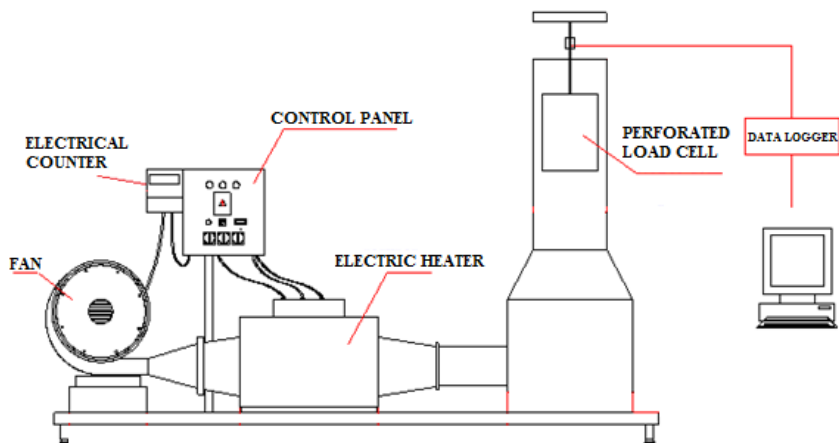 CONTROL PANEL
ELECTRICAL
COUNTER
PERFORATED
LOAD CELL
DATA LOGGER
FAN
ELECTRIC HEATER